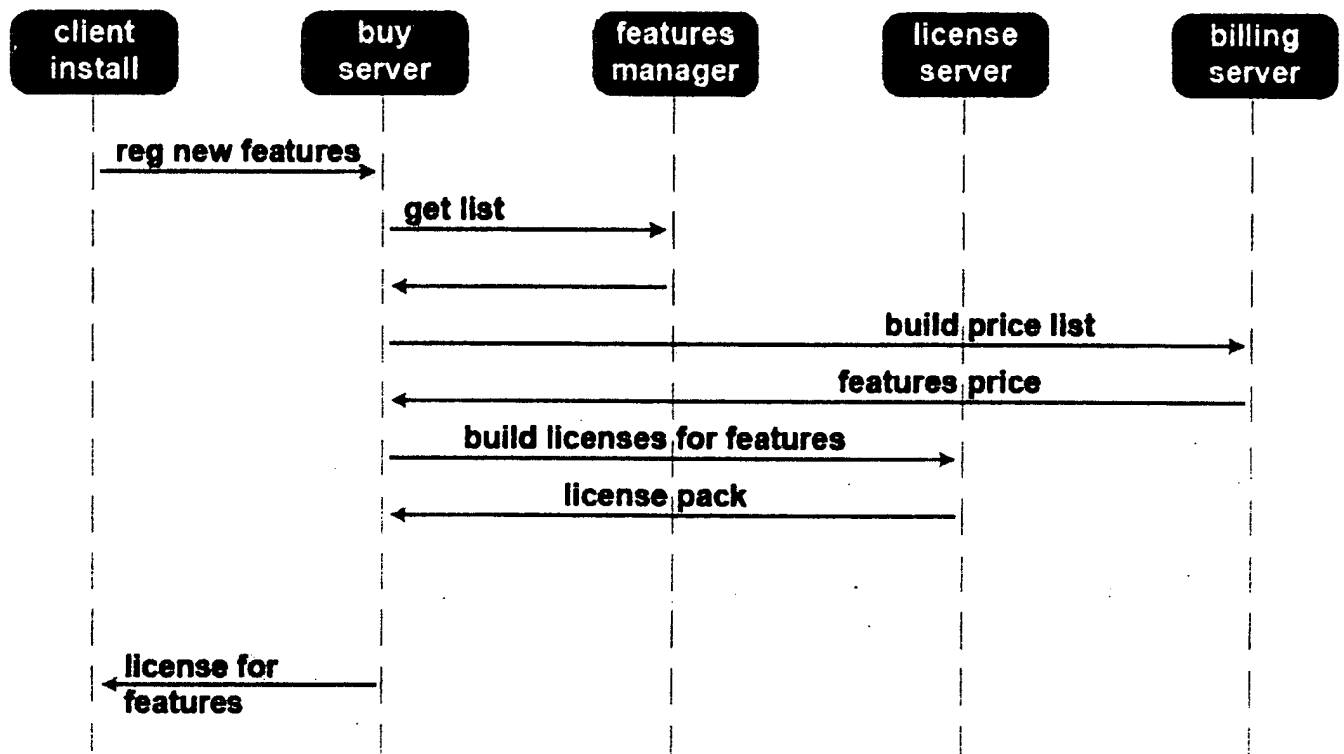 client
install
buy
server
features
manager
license
server
billing
server
reg new features
get list
build price list
features price
build licenses for features
license pack
license for
features